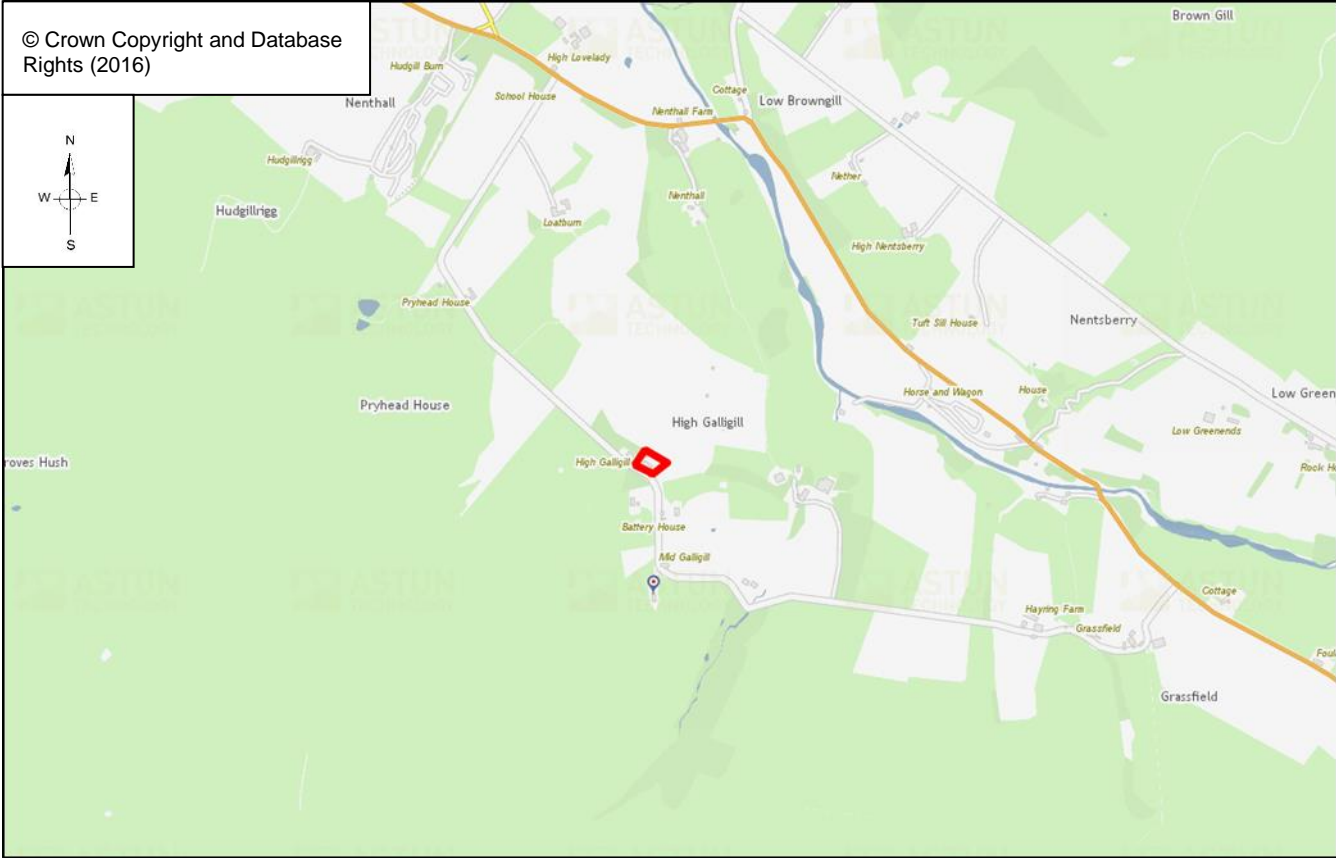 © Crown Copyright and Database
Rights (2016)
N
W E
S
Brown Gill
High Lovelady
Hudgill Burn
School House
Cottage
Nenthall
Low Browngill
Nenthall Farm
Hudgillrigg
Nether
Nenthall
Hudgillrigg
Loatburn
High Nentsberry
Pryhead House
Tuft Sill House
Nentsberry
Horse and Wagon
House
Low Green
Pryhead House
High Galligill
Low Greenends
roves Hush
High Galligill
Rock H
Battery House
Mid Galligill
Cottage
Hayring Farm
Grassfield
Foul
Grassfield
ASTUN
TECHNOLOGY